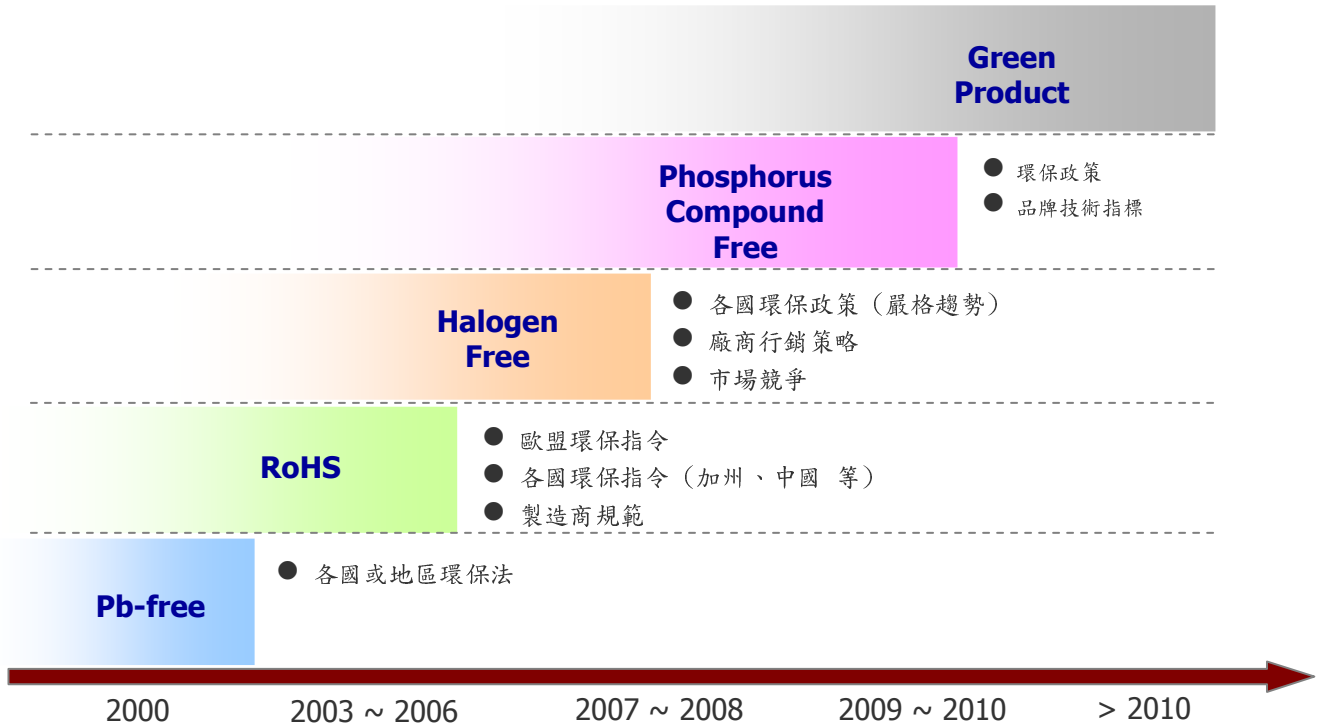 Green
Product
Phosphorus
Compound
Free
● 環保政策
● 品牌技術指標
Halogen
Free
● 各國環保政策（嚴格趨勢）
● 廠商行銷策略
● 市場競爭
RoHS
● 歐盟環保指令
● 各國環保指令（加州、中國 等）
● 製造商規範
Pb-free
● 各國或地區環保法
2000
2003 ~ 2006
2007 ~ 2008
2009 ~ 2010
> 2010